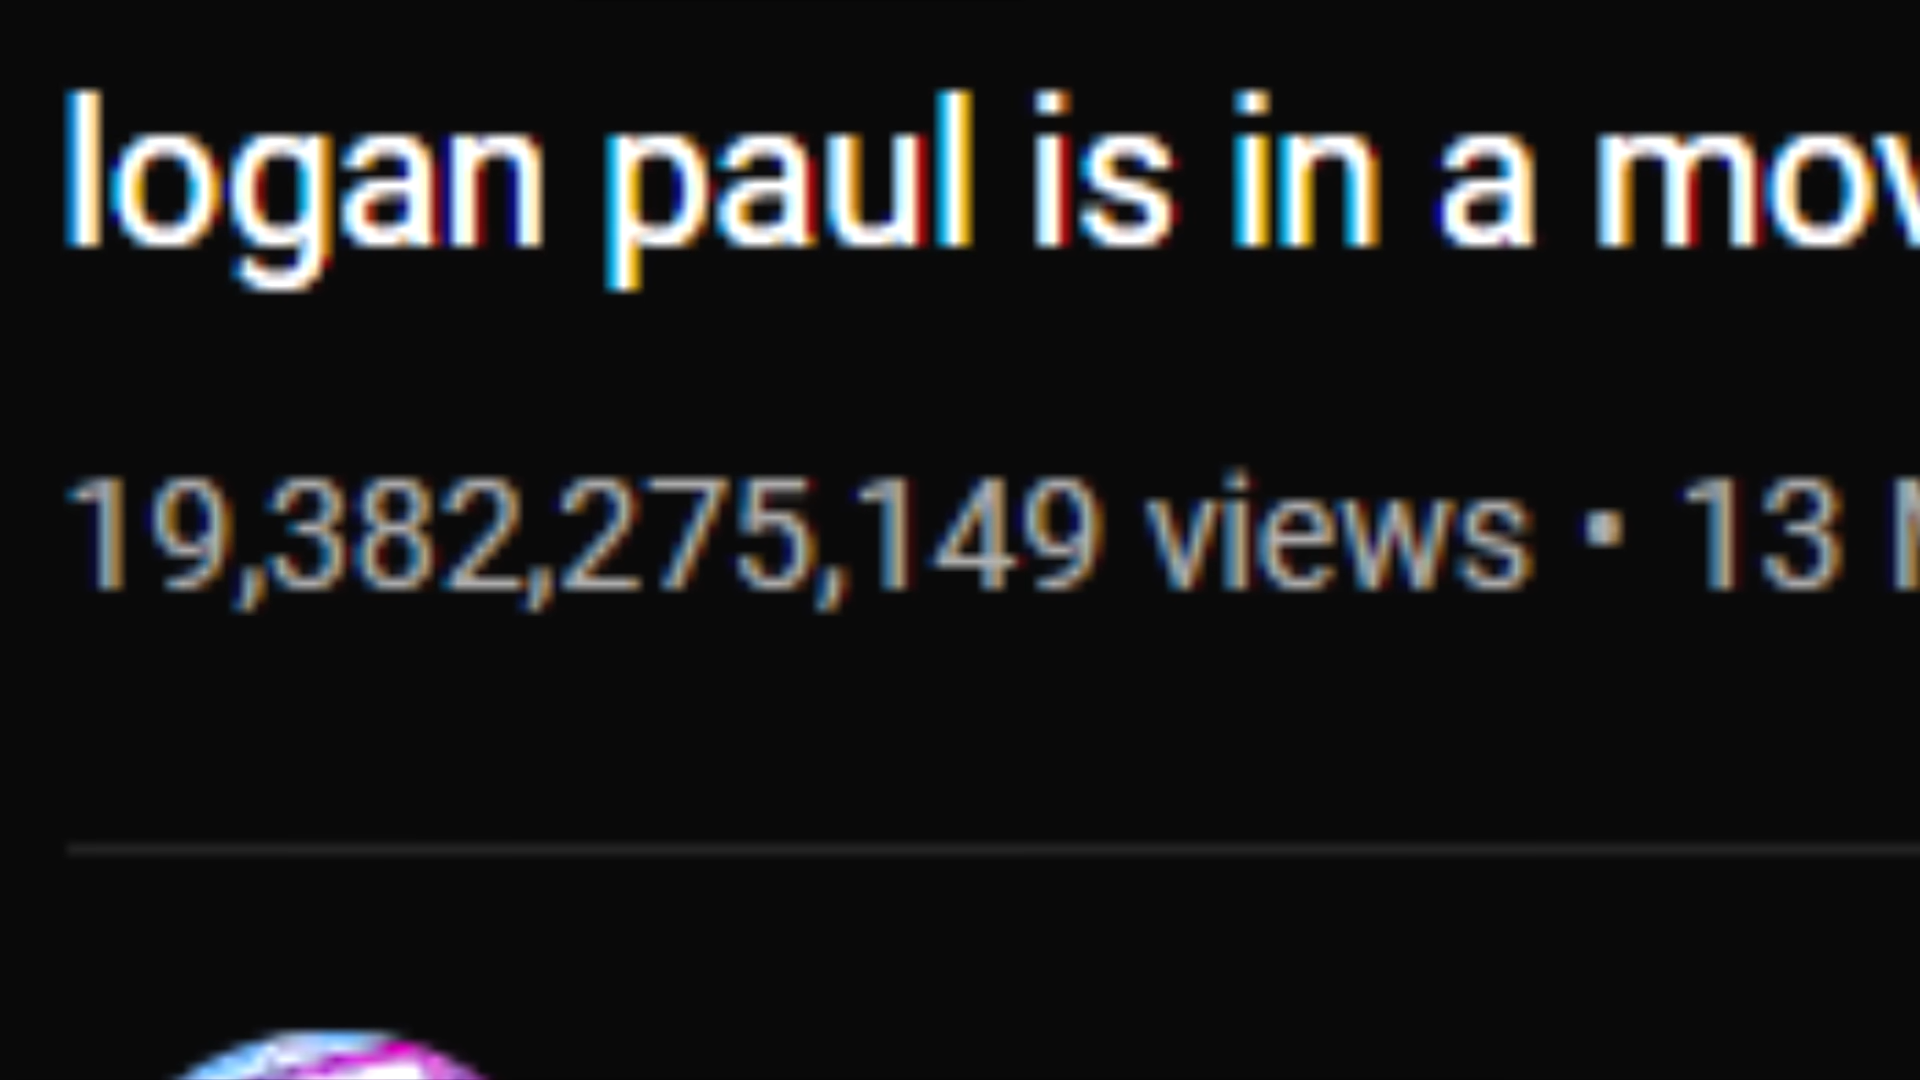 logan paul is in a mov
19,382,275,149 views • 13